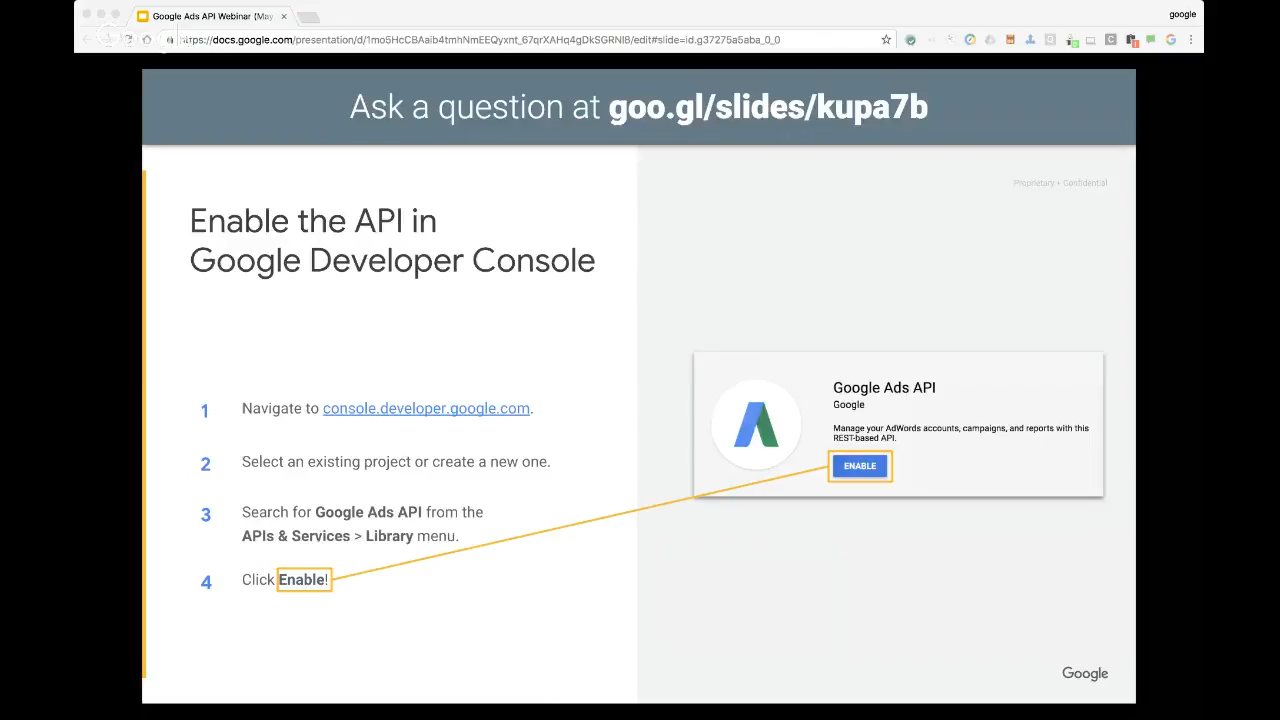 Google Ads API Webinar (May
google
https://docs.google.com/presentation/d/1mo5HcCBAaib4tmhNmEEQyxnt_67qrXAHq4gDkSGRNl8/edit#slide=id.g37275a5aba_0_0
Ask a question at goo.gl/slides/kupa7b
Proprietary + Confidential
Enable the API in
Google Developer Console
1 Navigate to console.developer.google.com.
2 Select an existing project or create a new one.
3 Search for Google Ads API from the
APIs & Services > Library menu.
4 Click Enable!
Google Ads API
Google
Manage your AdWords accounts, campaigns, and reports with this
REST-based API.
ENABLE
Google